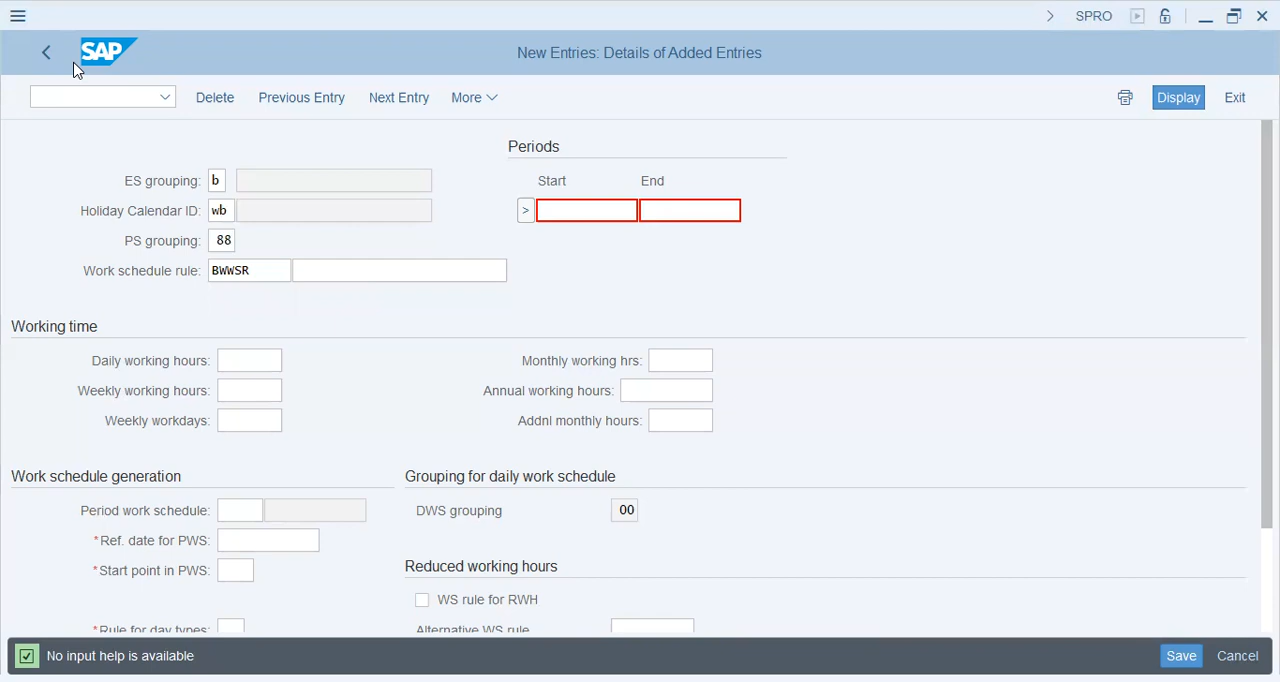 SPRO
SAP New Entries: Details of Added Entries
Delete Previous Entry Next Entry More Display Exit
Periods
ES grouping: b Start End
Holiday Calendar ID: wb >
PS grouping: 88
Work schedule rule: BWWSR
Working time
Daily working hours: Monthly working hrs:
Weekly working hours: Annual working hours:
Weekly workdays: Addnl monthly hours:
Work schedule generation Grouping for daily work schedule
Period work schedule: DWS grouping 00
*Ref. date for PWS:
*Start point in PWS: Reduced working hours
WS rule for RWH
*Rule for day types: Alternative WS rule
No input help is available Save Cancel